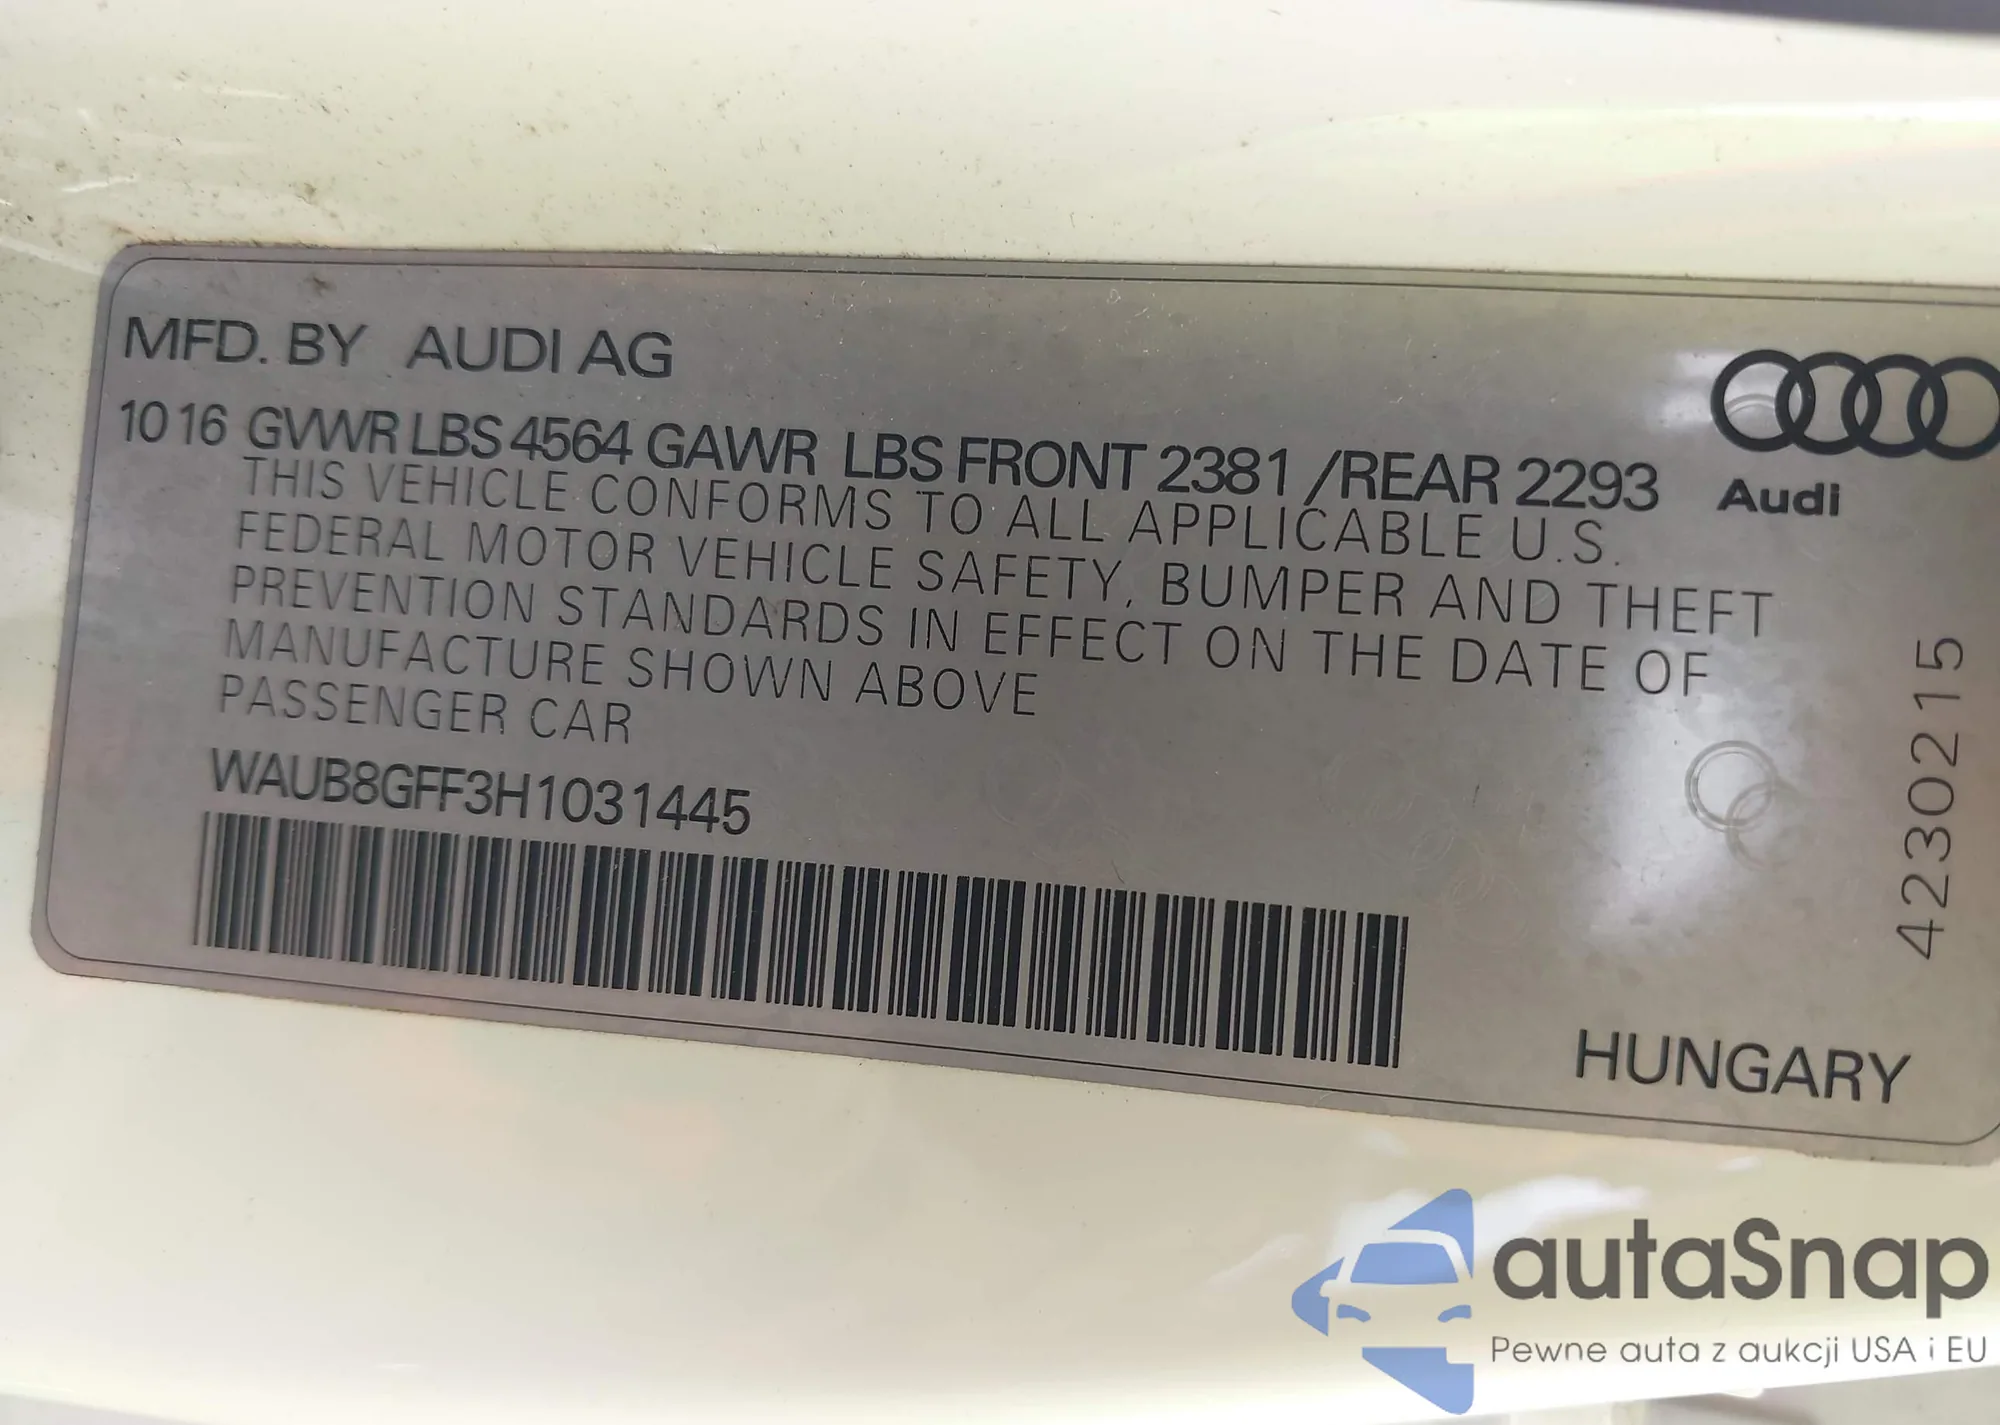 MFD. BY AUDI AG
10 16 GVWR LBS 4564 GAWR LBS FRONT 2381 /REAR 2293
THIS VEHICLE CONFORMS TO ALL APPLICABLE U.S.
FEDERAL MOTOR VEHICLE SAFETY, BUMPER AND THEFT
PREVENTION STANDARDS IN EFFECT ON THE DATE OF
MANUFACTURE SHOWN ABOVE
PASSENGER CAR
WAUB8GFF3H1031445
Audi
4230215
HUNGARY
autaSnap
Pewne auta z aukcji USA i EU